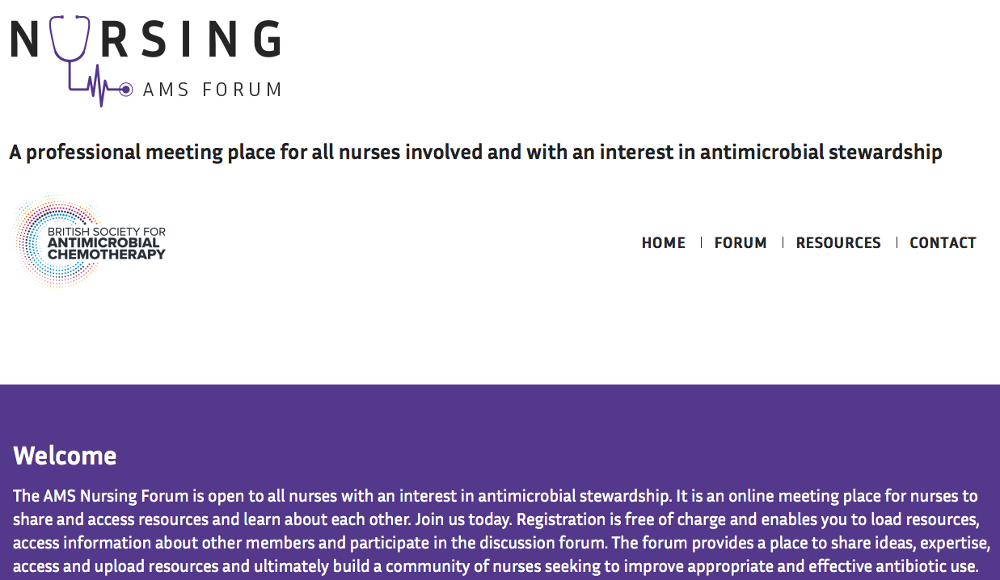 NURSING
AMS FORUM
A professional meeting place for all nurses involved and with an interest in antimicrobial stewardship
BRITISH SOCIETY FOR
ANTIMICROBIAL
CHEMOTHERAPY
HOME | FORUM | RESOURCES | CONTACT
Welcome
The AMS Nursing Forum is open to all nurses with an interest in antimicrobial stewardship. It is an online meeting place for nurses to
share and access resources and learn about each other. Join us today. Registration is free of charge and enables you to load resources,
access information about other members and participate in the discussion forum. The forum provides a place to share ideas, expertise,
access and upload resources and ultimately build a community of nurses seeking to improve appropriate and effective antibiotic use.